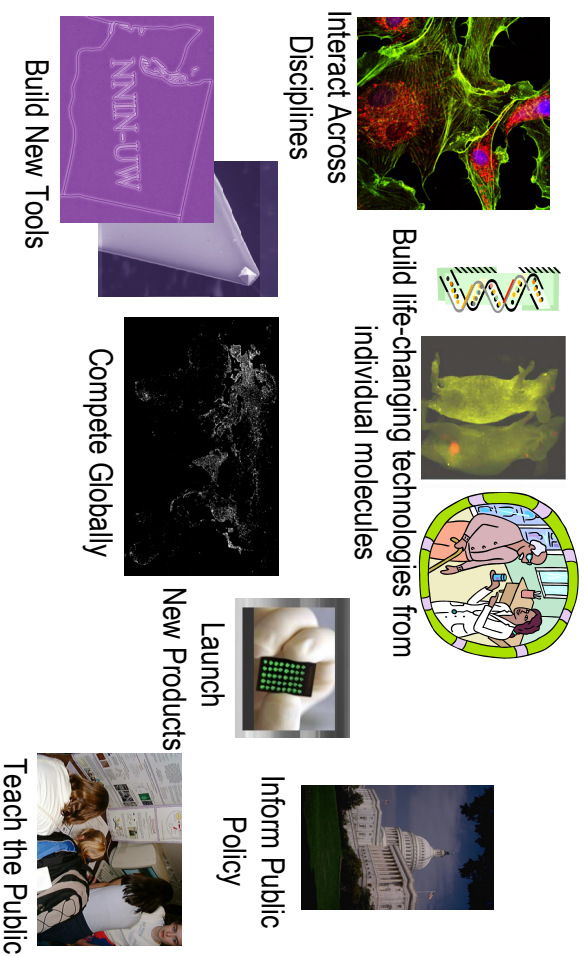 Interact Across
Disciplines
Build life-changing technologies from
individual molecules
Inform Public
Policy
NNIN-UW
Build New Tools
Compete Globally
Launch
New Products
Teach the Public